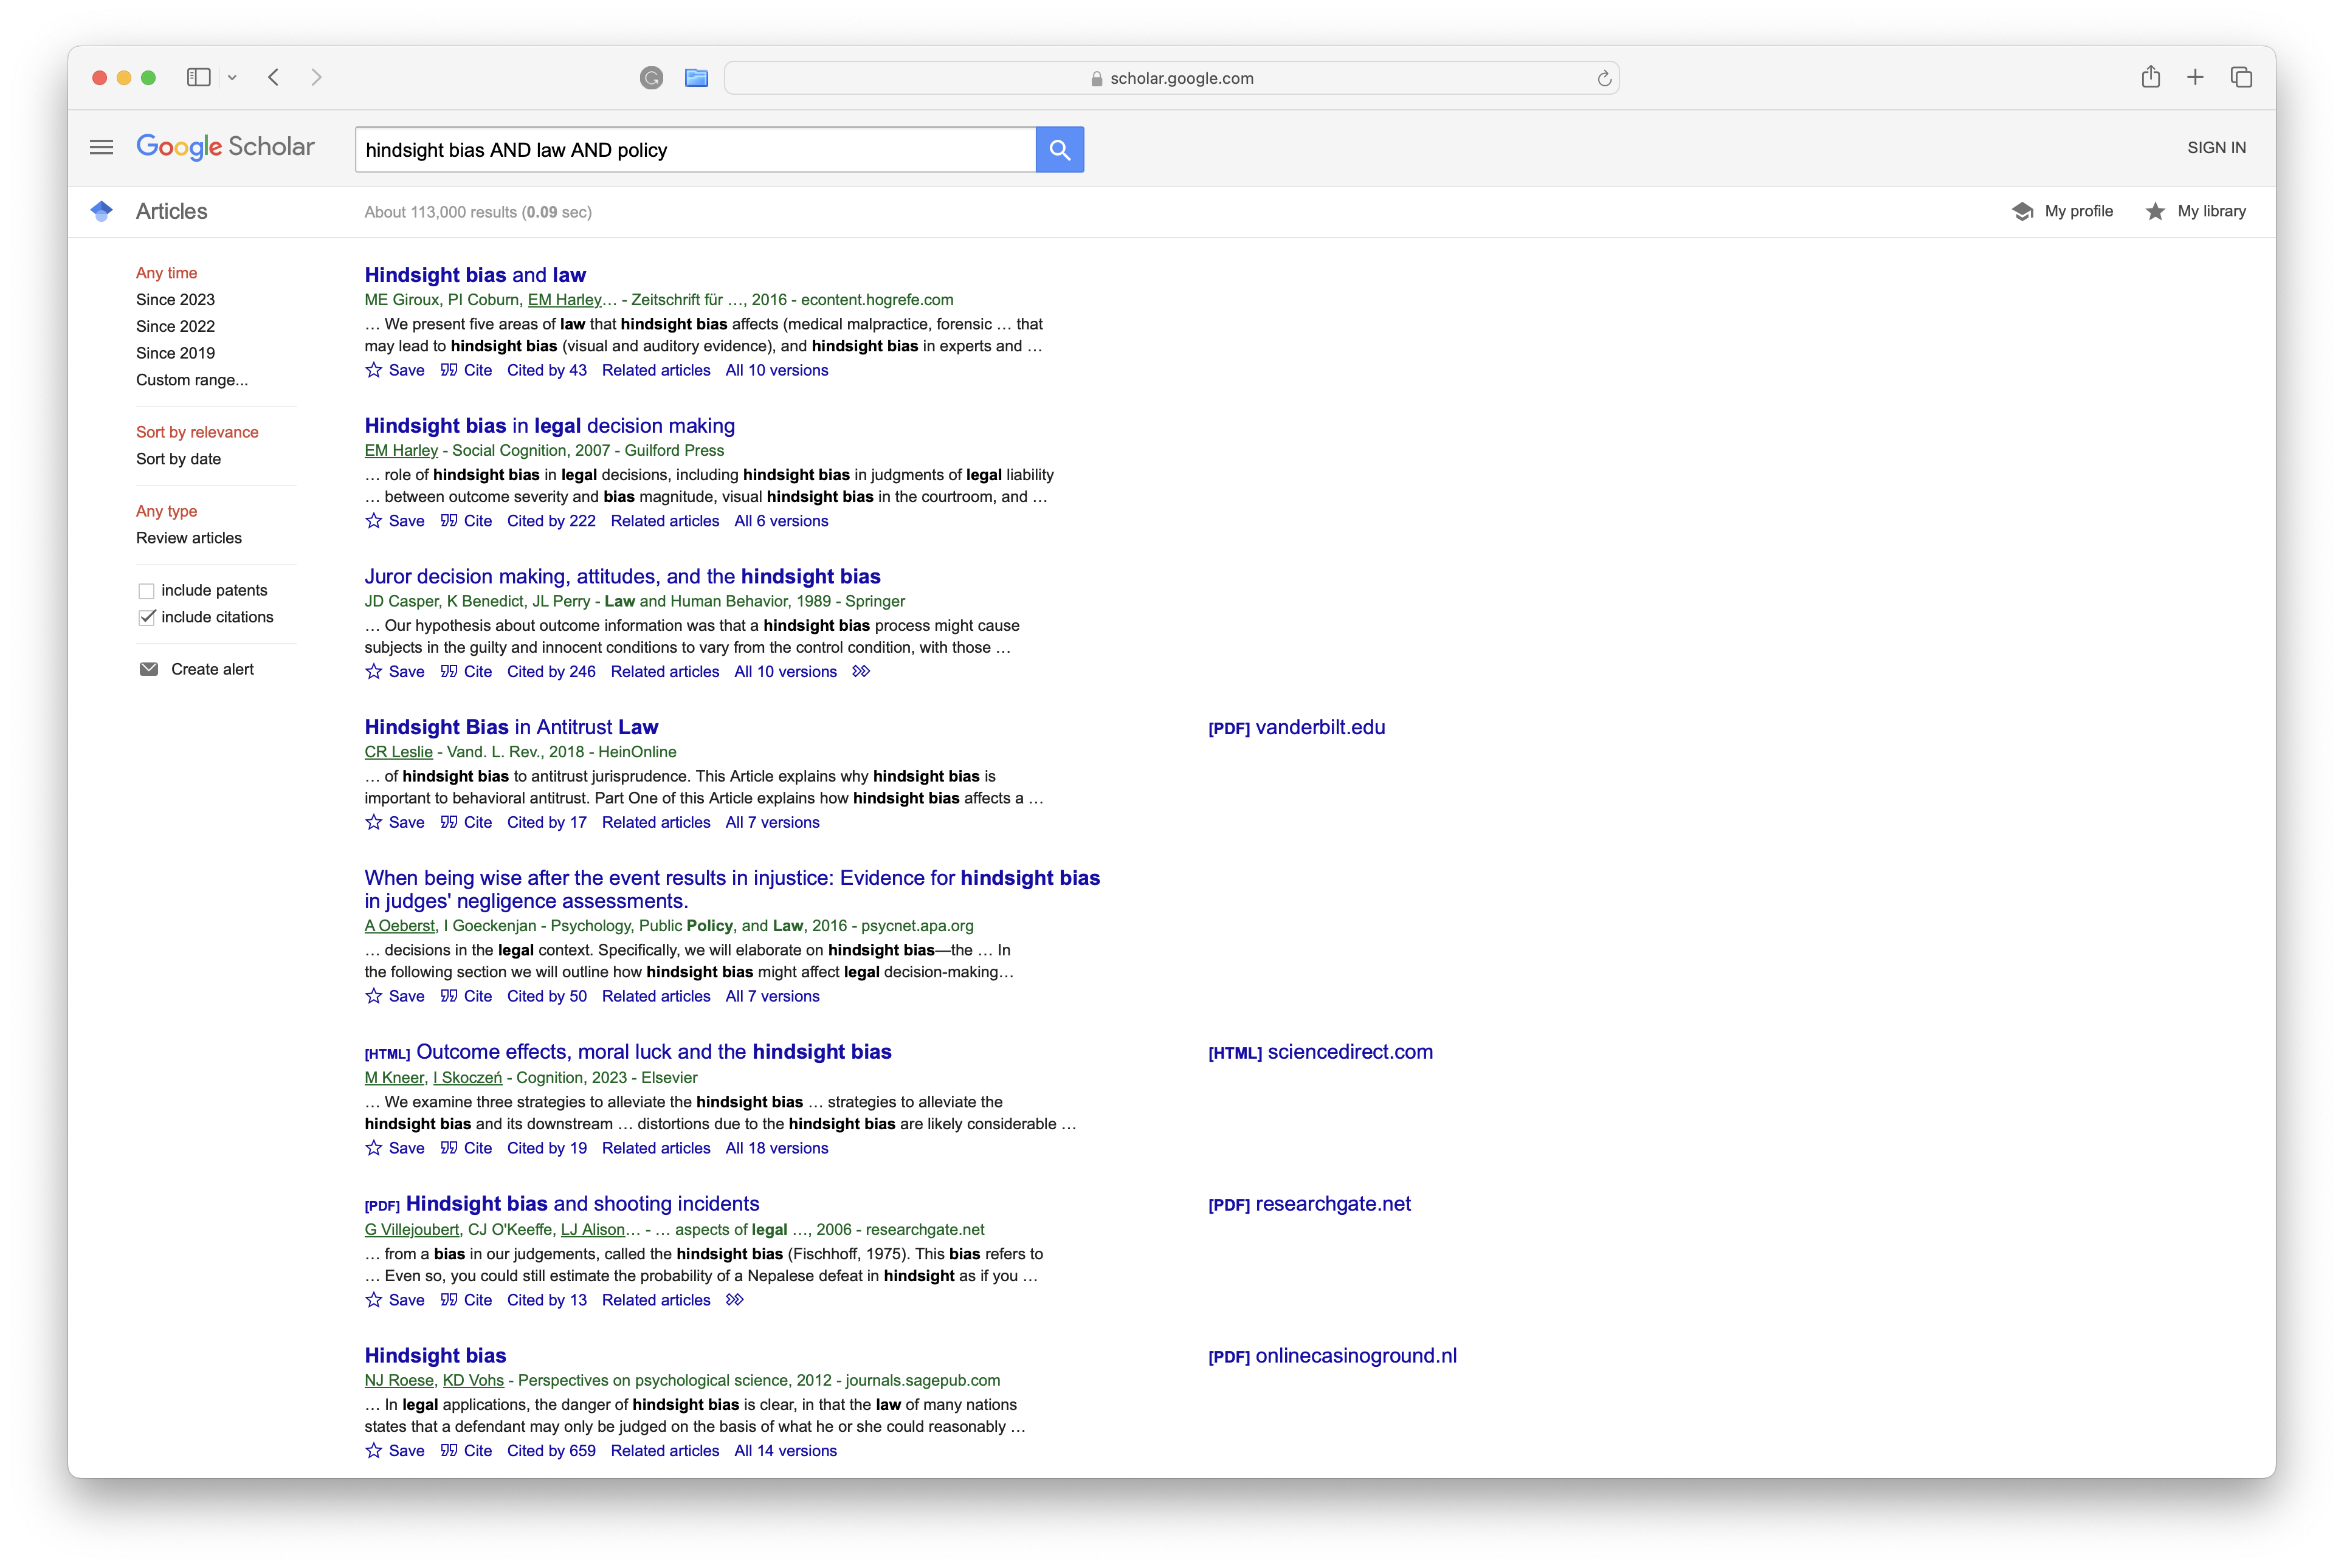 scholar.google.com
Google Scholar
hindsight bias AND law AND policy
SIGN IN
Articles
About 113,000 results (0.09 sec)
My profile
My library
Any time
Since 2023
Since 2022
Since 2019
Custom range...
Sort by relevance
Sort by date
Any type
Review articles
include patents
include citations
Create alert
Hindsight bias and law
ME Giroux, PI Coburn, EM Harley… - Zeitschrift für …, 2016 - econtent.hogrefe.com
… We present five areas of law that hindsight bias affects (medical malpractice, forensic … that
may lead to hindsight bias (visual and auditory evidence), and hindsight bias in experts and …
Save Cite Cited by 43 Related articles All 10 versions
Hindsight bias in legal decision making
EM Harley - Social Cognition, 2007 - Guilford Press
… role of hindsight bias in legal decisions, including hindsight bias in judgments of legal liability
… between outcome severity and bias magnitude, visual hindsight bias in the courtroom, and …
Save Cite Cited by 222 Related articles All 6 versions
Juror decision making, attitudes, and the hindsight bias
JD Casper, K Benedict, JL Perry - Law and Human Behavior, 1989 - Springer
… Our hypothesis about outcome information was that a hindsight bias process might cause
subjects in the guilty and innocent conditions to vary from the control condition, with those …
Save Cite Cited by 246 Related articles All 10 versions
Hindsight Bias in Antitrust Law
[PDF] vanderbilt.edu
CR Leslie - Vand. L. Rev., 2018 - HeinOnline
… of hindsight bias to antitrust jurisprudence. This Article explains why hindsight bias is
important to behavioral antitrust. Part One of this Article explains how hindsight bias affects a …
Save Cite Cited by 17 Related articles All 7 versions
When being wise after the event results in injustice: Evidence for hindsight bias
in judges' negligence assessments.
A Oeberst, I Goeckenjan - Psychology, Public Policy, and Law, 2016 - psycnet.apa.org
… decisions in the legal context. Specifically, we will elaborate on hindsight bias—the … In
the following section we will outline how hindsight bias might affect legal decision-making…
Save Cite Cited by 50 Related articles All 7 versions
[HTML] Outcome effects, moral luck and the hindsight bias
[HTML] sciencedirect.com
M Kneer, I Skoczeń - Cognition, 2023 - Elsevier
… We examine three strategies to alleviate the hindsight bias … strategies to alleviate the
hindsight bias and its downstream … distortions due to the hindsight bias are likely considerable …
Save Cite Cited by 19 Related articles All 18 versions
[PDF] Hindsight bias and shooting incidents
[PDF] researchgate.net
G Villejoubert, CJ O'Keeffe, LJ Alison… - … aspects of legal …, 2006 - researchgate.net
… from a bias in our judgements, called the hindsight bias (Fischhoff, 1975). This bias refers to
… Even so, you could still estimate the probability of a Nepalese defeat in hindsight as if you …
Save Cite Cited by 13 Related articles
Hindsight bias
[PDF] onlinecasinoground.nl
NJ Roese, KD Vohs - Perspectives on psychological science, 2012 - journals.sagepub.com
… In legal applications, the danger of hindsight bias is clear, in that the law of many nations
states that a defendant may only be judged on the basis of what he or she could reasonably …
Save Cite Cited by 659 Related articles All 14 versions